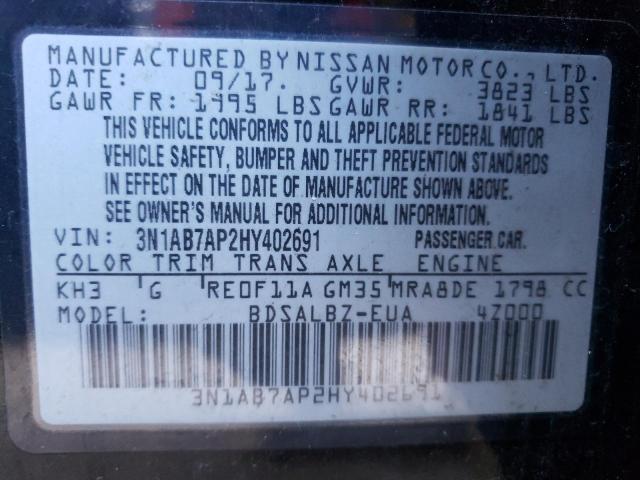 MANUFACTURED BY NISSAN MOTOR CO., LTD.
DATE: 09/17. GVWR: 3823 LBS
GAWR FR: 1995 LBS GAWR RR: 1841 LBS
THIS VEHICLE CONFORMS TO ALL APPLICABLE FEDERAL MOTOR
VEHICLE SAFETY, BUMPER AND THEFT PREVENTION STANDARDS
IN EFFECT ON THE DATE OF MANUFACTURE SHOWN ABOVE.
SEE OWNER'S MANUAL FOR ADDITIONAL INFORMATION.
VIN: 3N1AB7AP2HY402691 PASSENGER CAR.
COLOR TRIM TRANS AXLE ENGINE
KH3 G RE0F11A GM35 MRA8DE 1798 CC
MODEL: BDSALBZ-EUA 4Z000
3N1AB7AP2HY402691